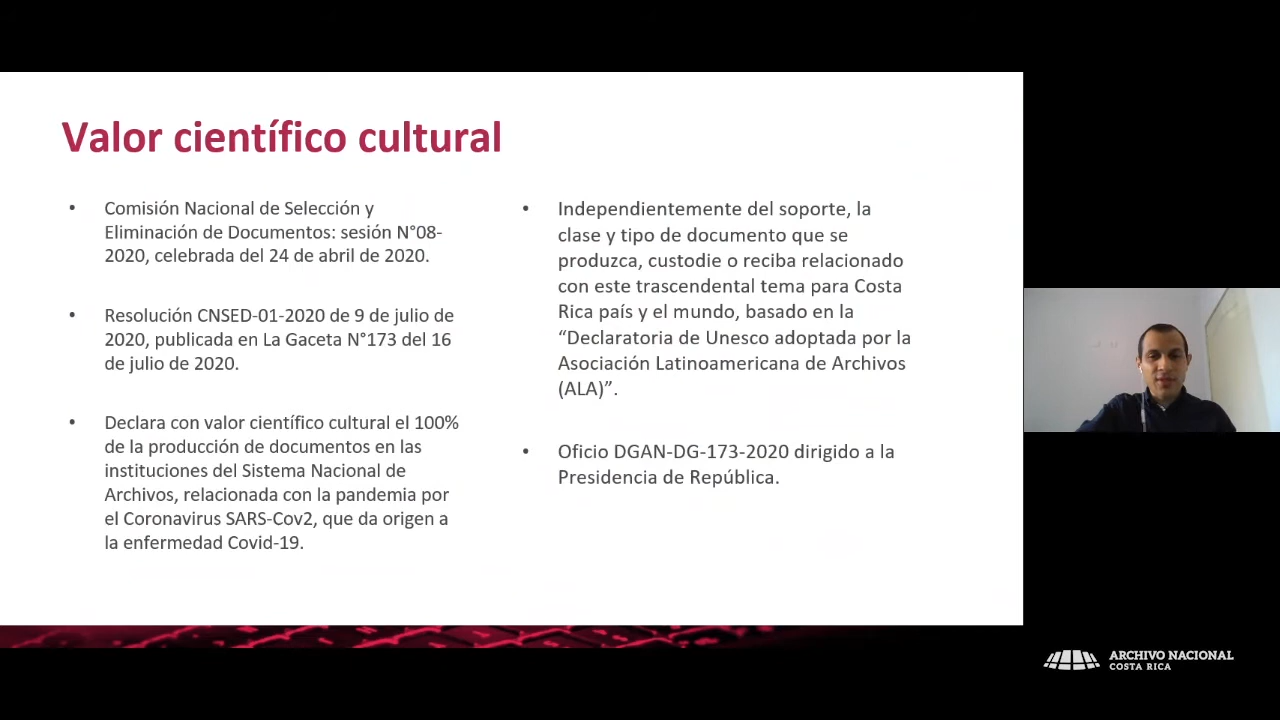 Valor científico cultural
• Comisión Nacional de Selección y
Eliminación de Documentos: sesión N°08-
2020, celebrada del 24 de abril de 2020.
• Resolución CNSED-01-2020 de 9 de julio de
2020, publicada en La Gaceta N°173 del 16
de julio de 2020.
• Declara con valor científico cultural el 100%
de la producción de documentos en las
instituciones del Sistema Nacional de
Archivos, relacionada con la pandemia por
el Coronavirus SARS-Cov2, que da origen a
la enfermedad Covid-19.
• Independientemente del soporte, la
clase y tipo de documento que se
produzca, custodie o reciba relacionado
con este trascendental tema para Costa
Rica país y el mundo, basado en la
“Declaratoria de Unesco adoptada por la
Asociación Latinoamericana de Archivos
(ALA)”.
• Oficio DGAN-DG-173-2020 dirigido a la
Presidencia de República.
ARCHIVO NACIONAL
COSTA RICA